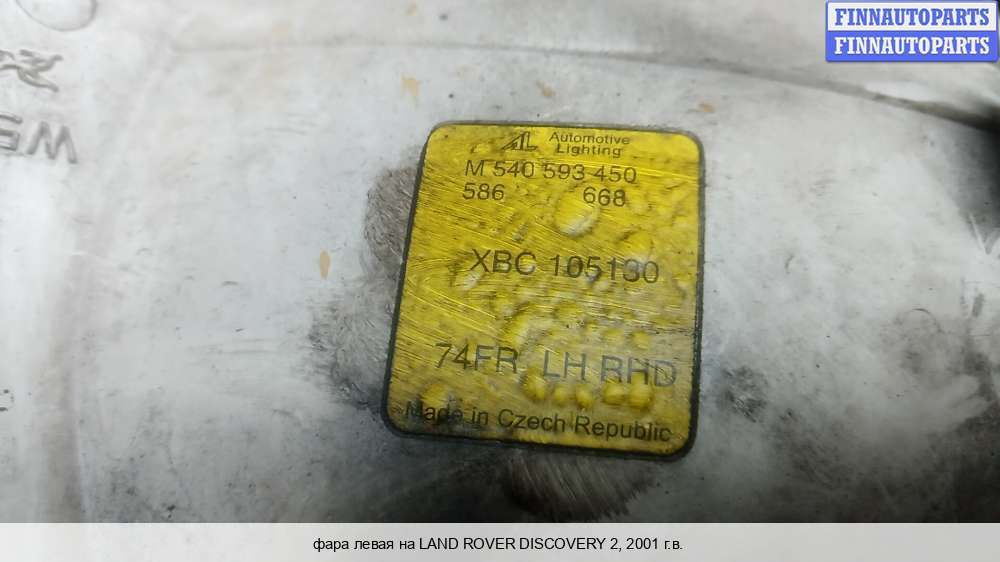 FINNAUTOPARTS
FINNAUTOPARTS
AL Automotive
Lighting
M 540 593 450
586 668
XBC 105130
74FR LH RHD
Made in Czech Republic
фара левая на LAND ROVER DISCOVERY 2, 2001 г.в.